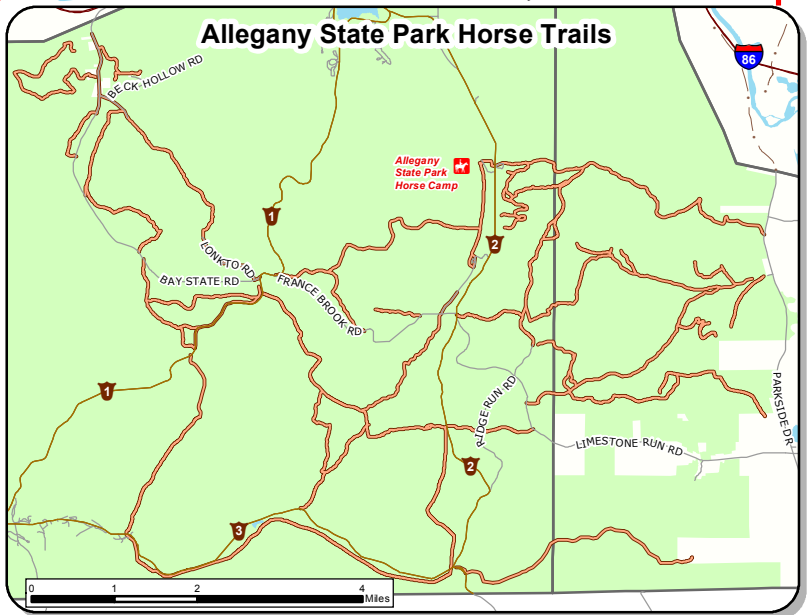 Allegany State Park Horse Trails
86
BECK HOLLOW RD
Allegany
State Park
Horse Camp
1
2
LONKTO RD
BAY STATE RD
FRANCE BROOK RD
1
RIDGE RUN RD
PARKSIDE DR
LIMESTONE RUN RD
2
3
0 1 2 4
Miles